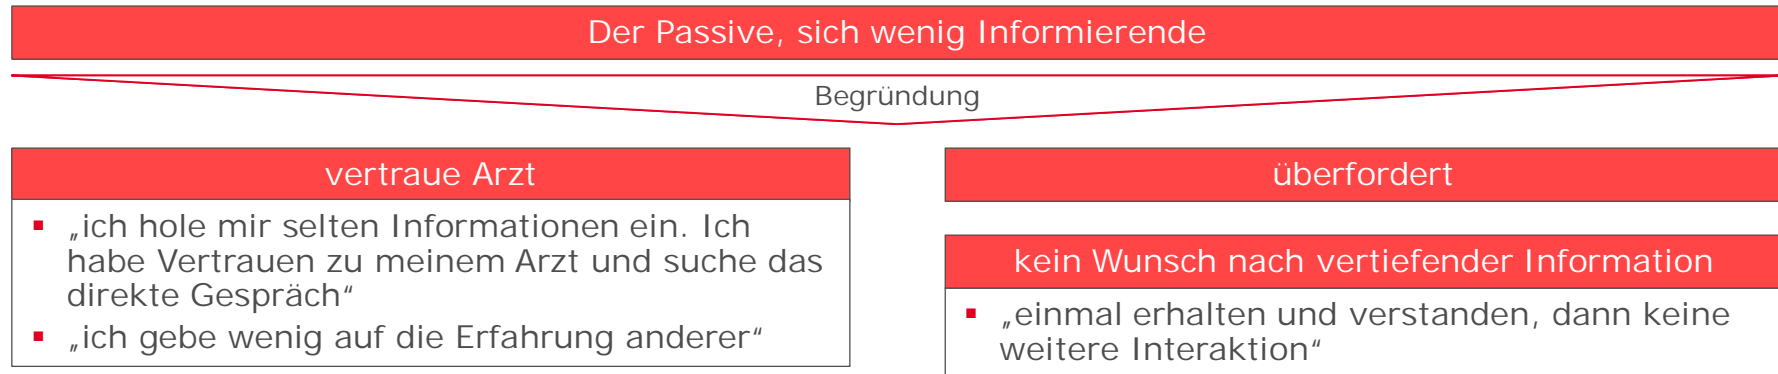 Der Passive, sich wenig Informierende
Begründung
vertraue Arzt
▪ „ich hole mir selten Informationen ein. Ich
habe Vertrauen zu meinem Arzt und suche das
direkte Gespräch“
▪ „ich gebe wenig auf die Erfahrung anderer“
überfordert
kein Wunsch nach vertiefender Information
▪ „einmal erhalten und verstanden, dann keine
weitere Interaktion“